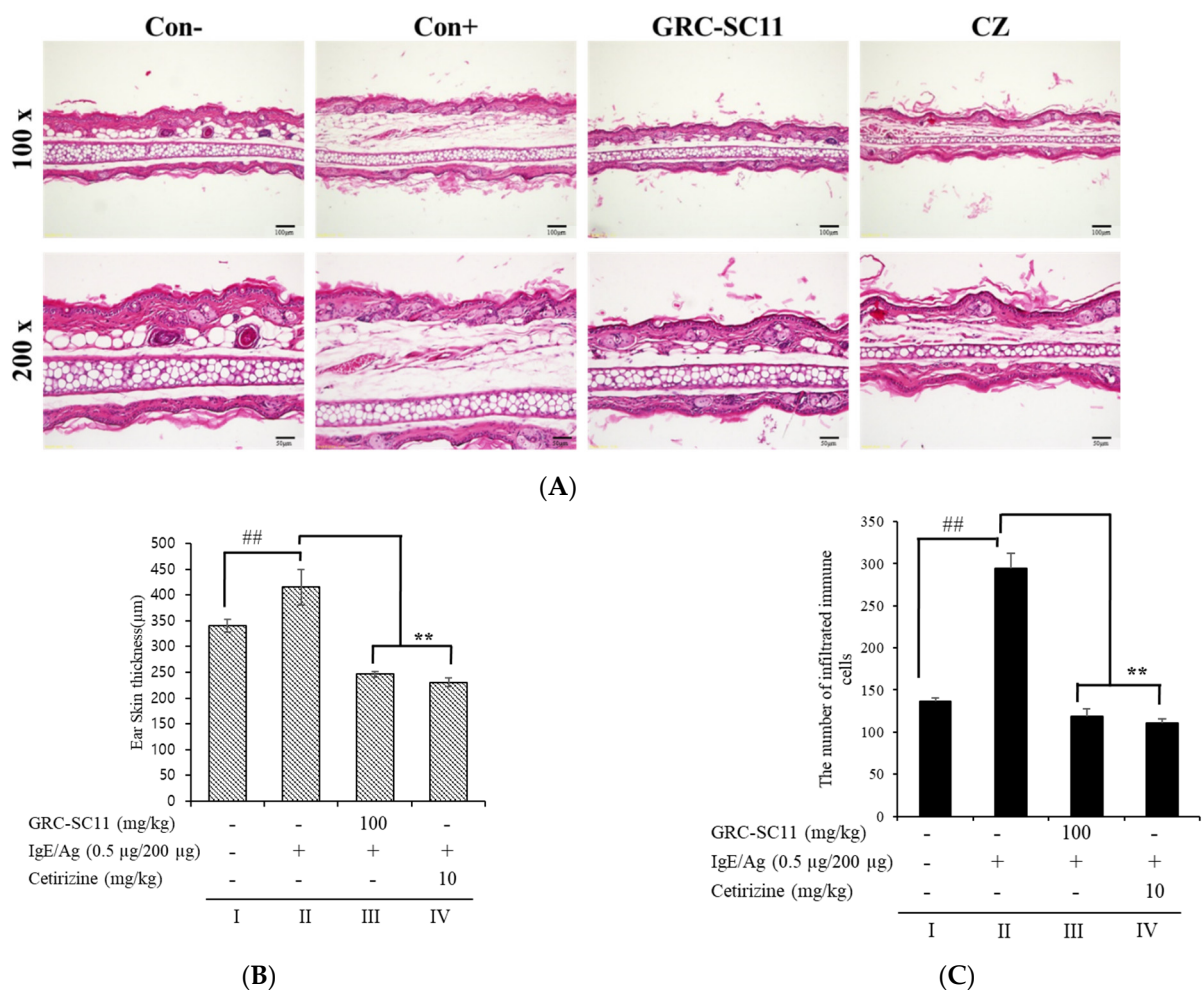 Con- Con+ GRC-SC11 CZ
100 x
100µm 100µm 100µm 100µm
200 x
50µm 50µm 50µm 50µm
(A)
Ear Skin thickness(µm)
500
450
400
350
300
250
200
150
100
50
0
## **
GRC-SC11 (mg/kg) - - 100 -
IgE/Ag (0.5 µg/200 µg) - + + +
Cetirizine (mg/kg) - - - 10
I II III IV
(B)
The number of infiltrated immune
cells
350
300
250
200
150
100
50
0
## **
GRC-SC11 (mg/kg) - - 100 -
IgE/Ag (0.5 µg/200 µg) - + + +
Cetirizine (mg/kg) - - - 10
I II III IV
(C)